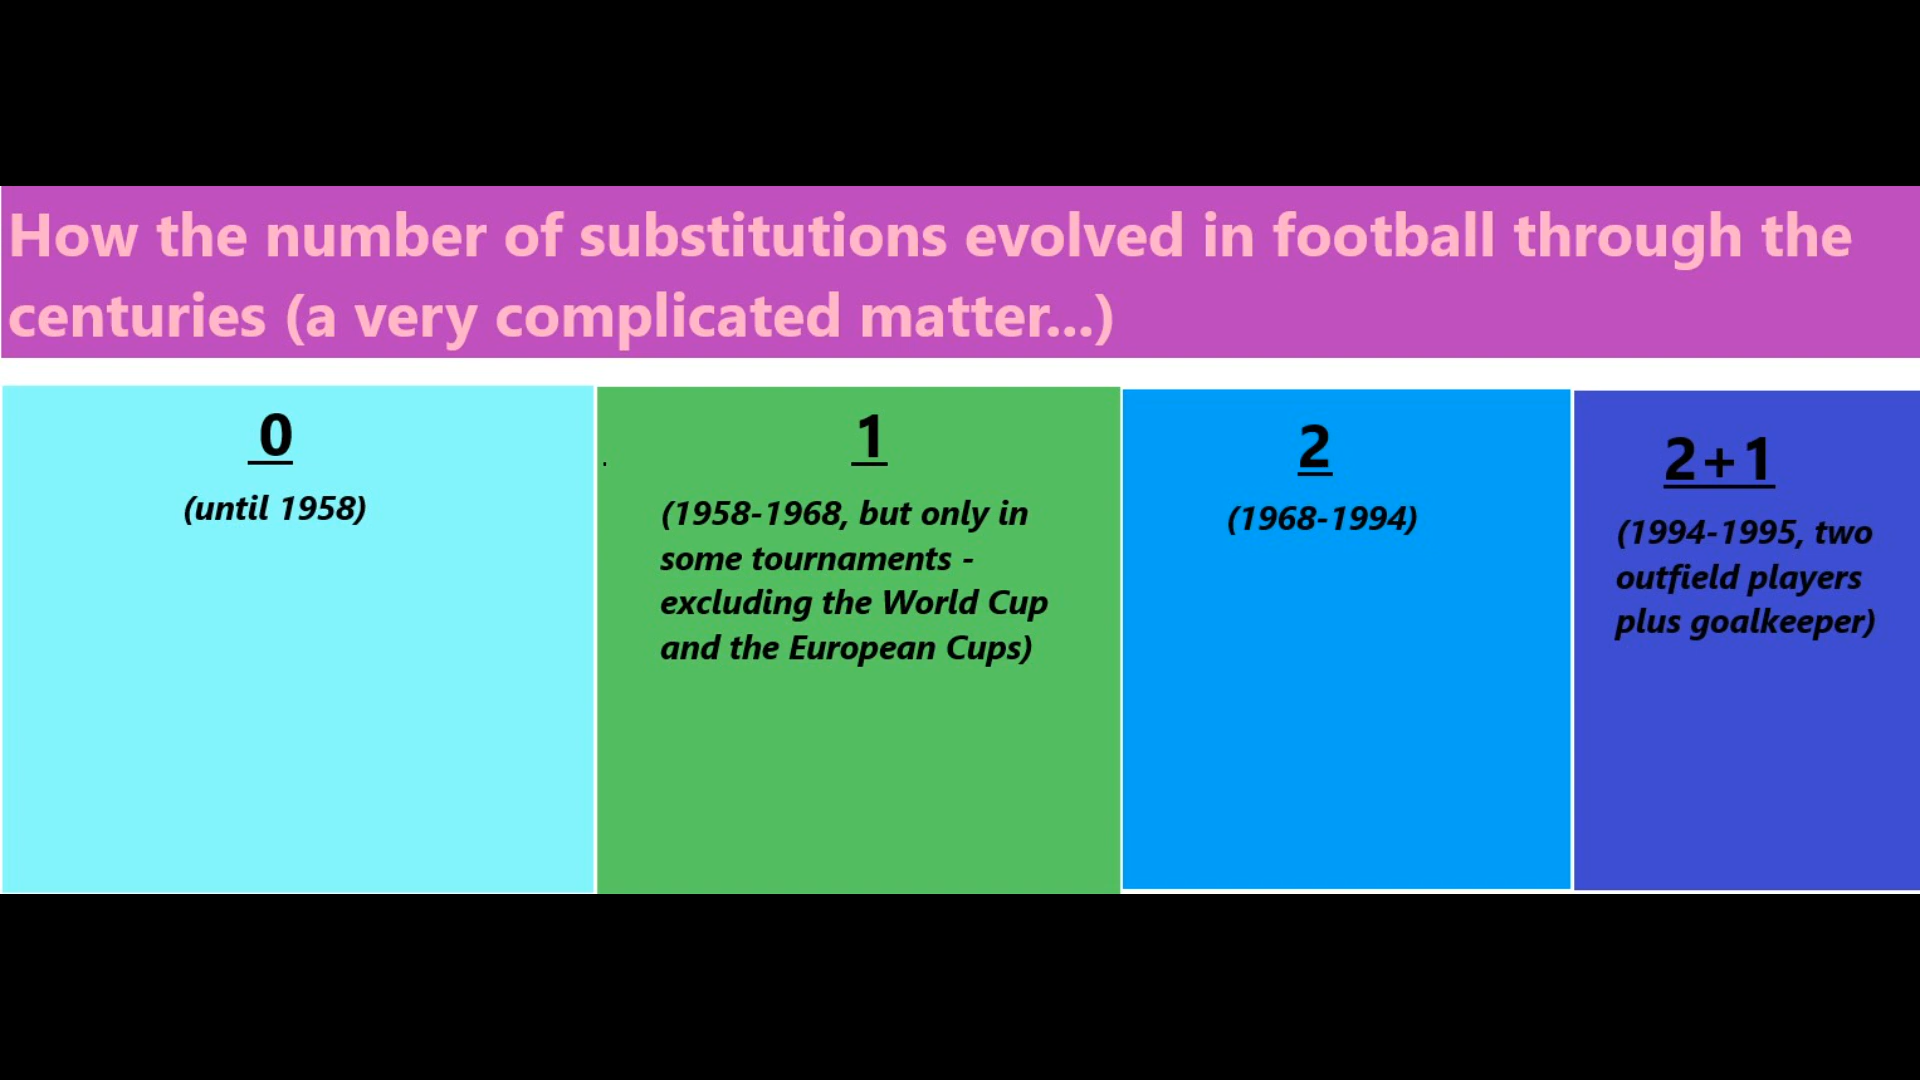 How the number of substitutions evolved in football through the
centuries (a very complicated matter...)
0
(until 1958)
1
(1958-1968, but only in
some tournaments -
excluding the World Cup
and the European Cups)
2
(1968-1994)
2+1
(1994-1995, two
outfield players
plus goalkeeper)